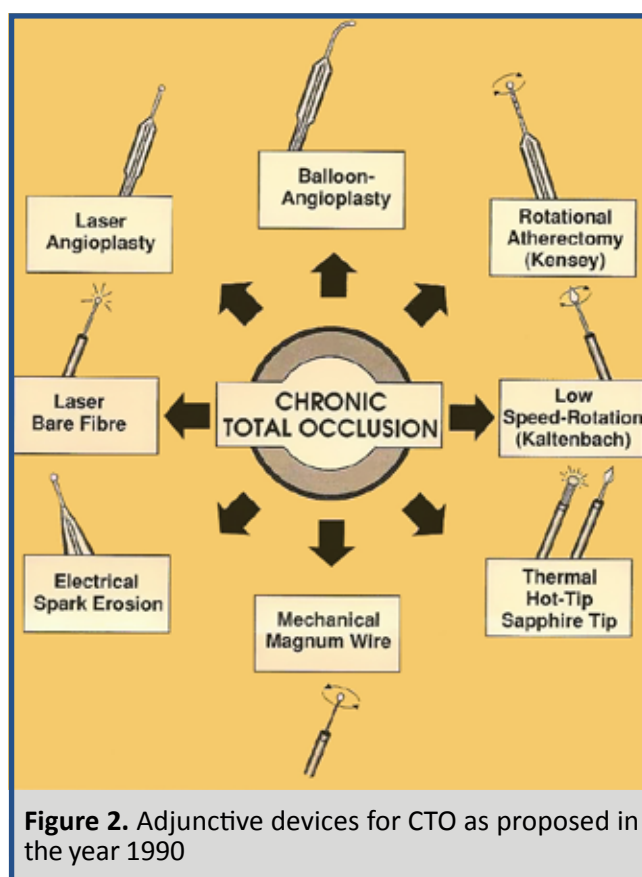 Balloon-
Angioplasty
Laser
Angioplasty
Rotational
Atherectomy
(Kensey)
Laser
Bare Fibre
CHRONIC
TOTAL OCCLUSION
Low
Speed-Rotation
(Kaltenbach)
Electrical
Spark Erosion
Mechanical
Magnum Wire
Thermal
Hot-Tip
Sapphire Tip
Figure 2. Adjunctive devices for CTO as proposed in
the year 1990